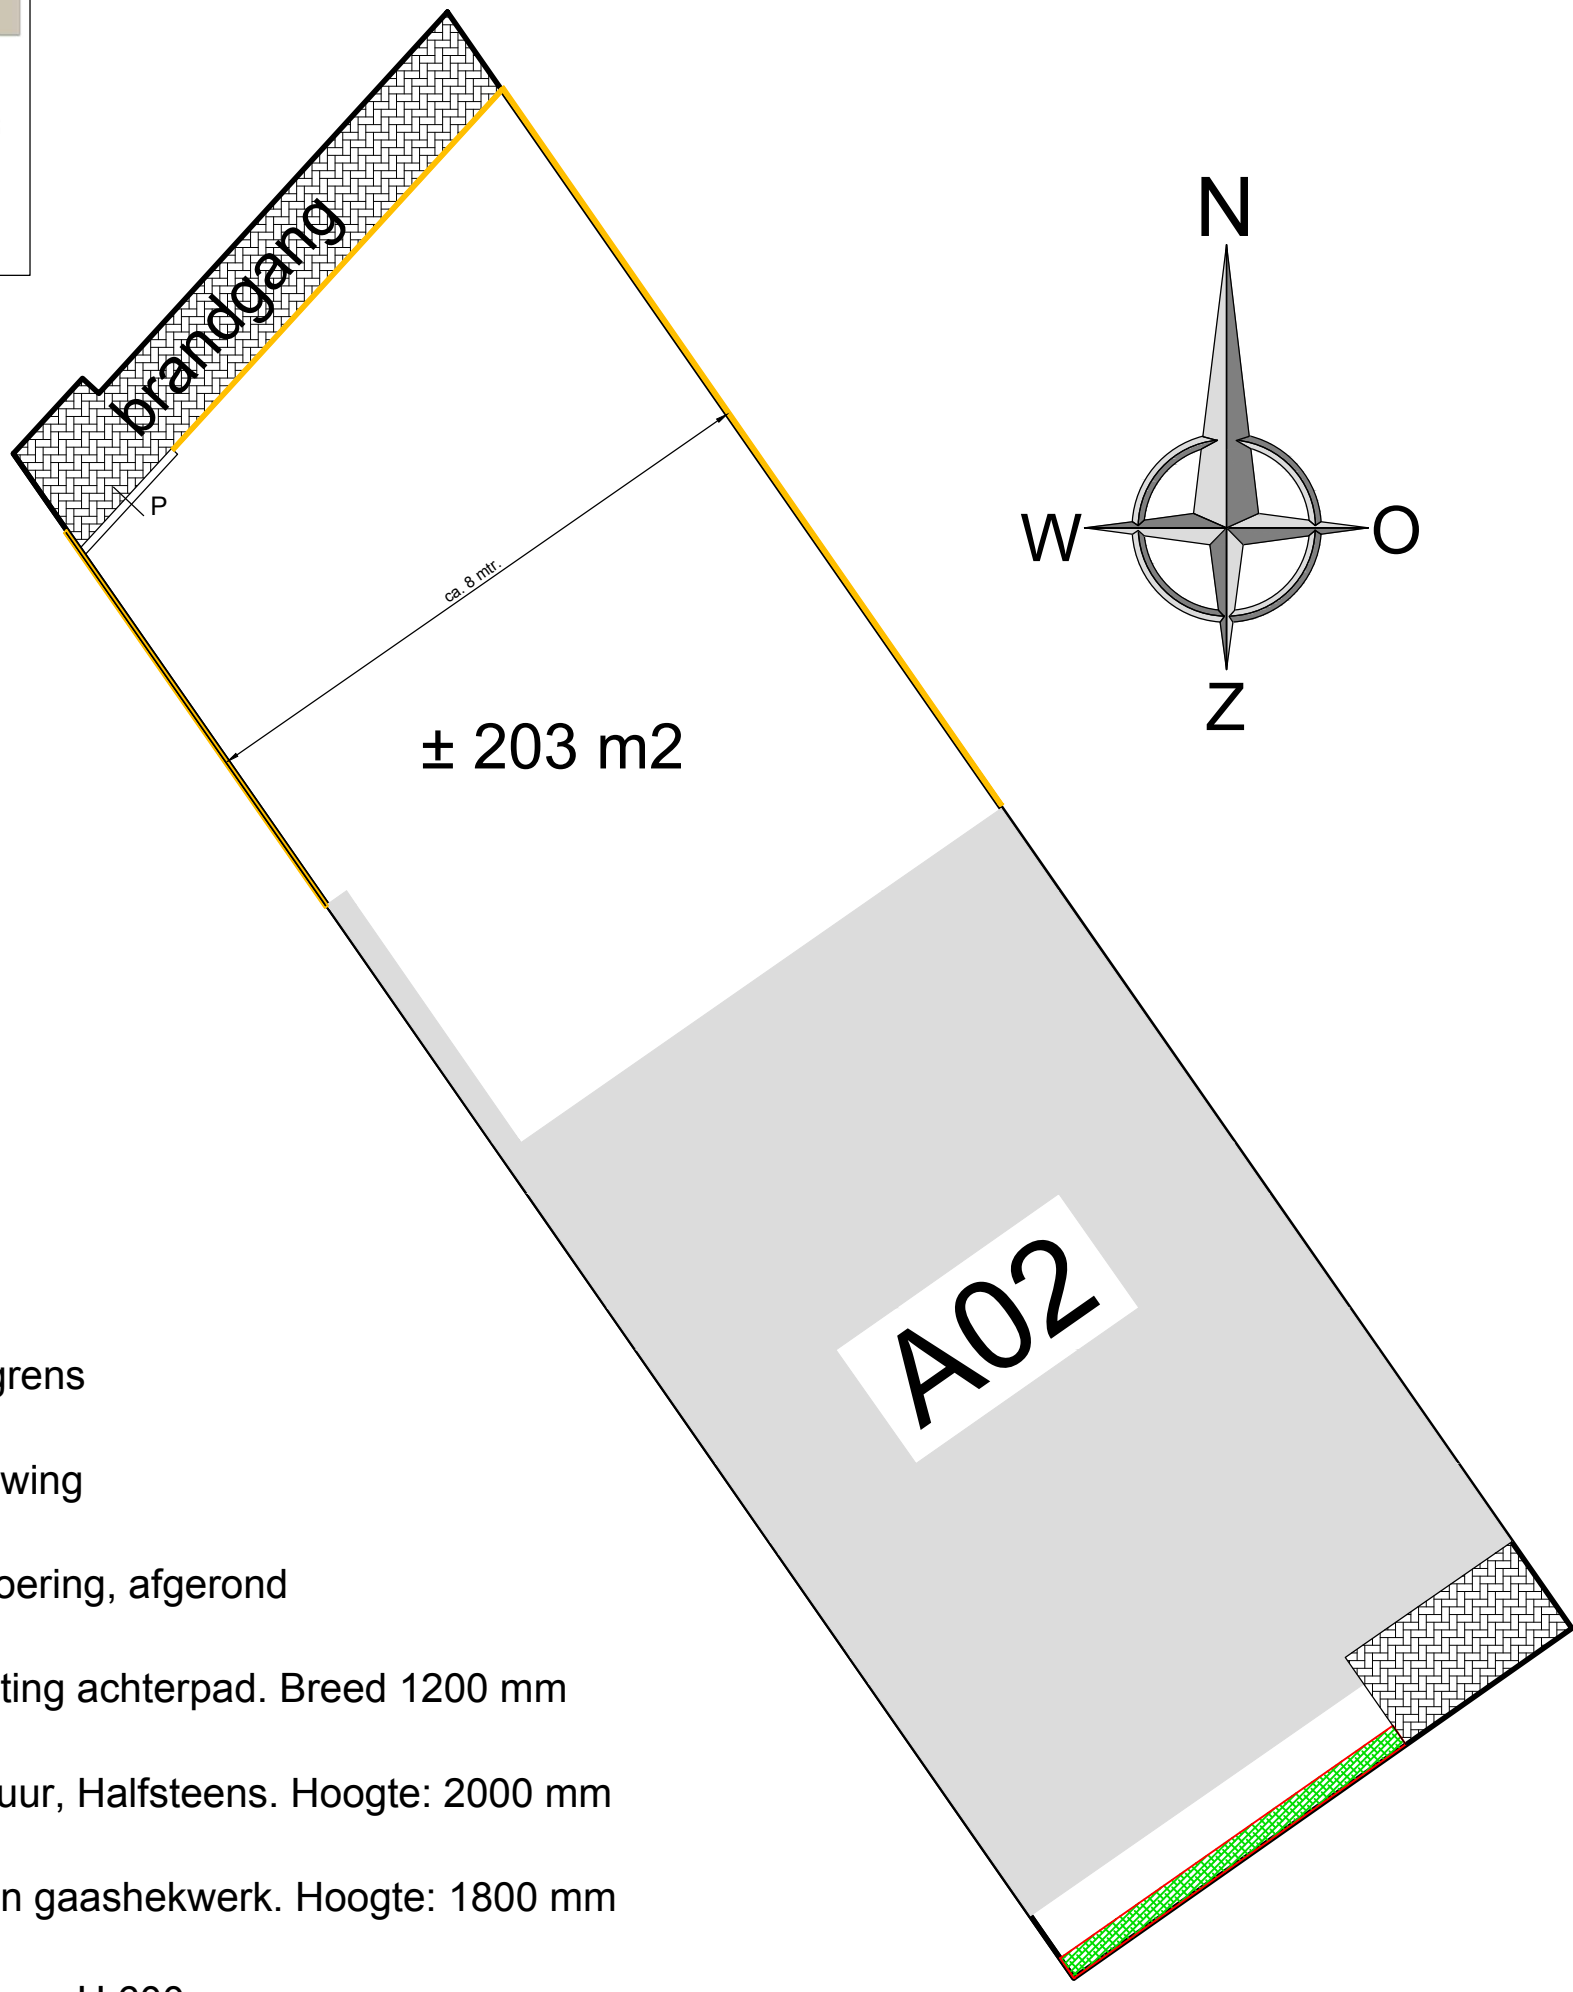 brandgang
N
P
W
O
ca. 8 mtr.
Z
± 203 m2
A02
grens
wing
oering, afgerond
ting achterpad. Breed 1200 mm
uur, Halfsteens. Hoogte: 2000 mm
n gaashekwerk. Hoogte: 1800 mm